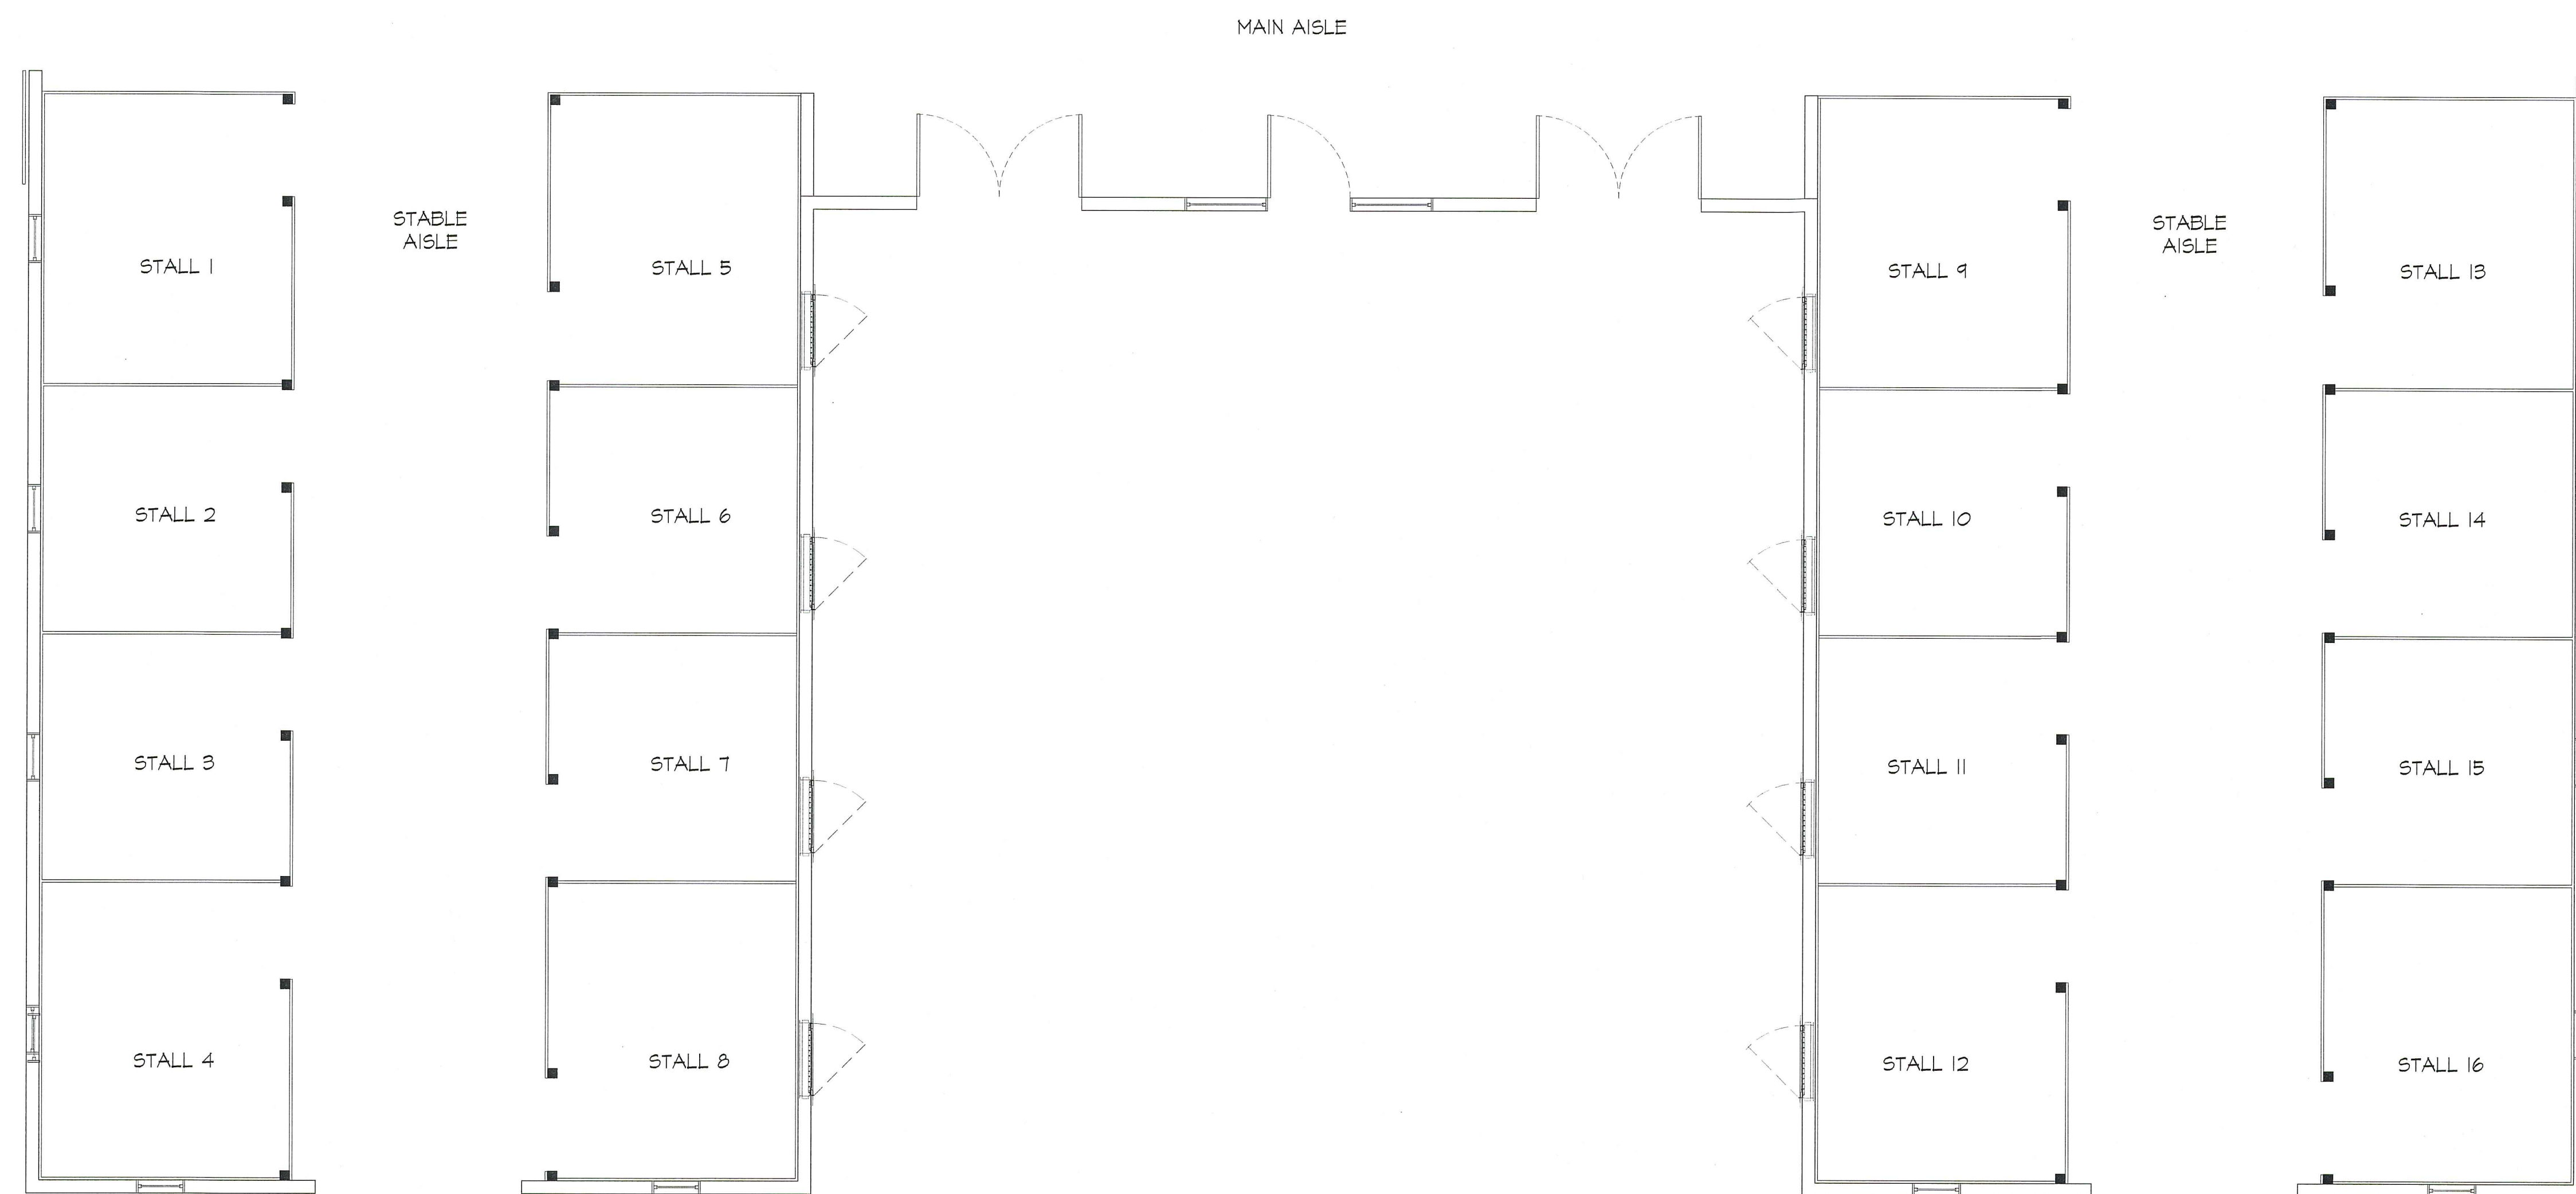 MAIN AISLE
STABLE
AISLE
STABLE
AISLE
STALL 1
STALL 5
STALL 9
STALL 13
STALL 2
STALL 6
STALL 10
STALL 14
STALL 3
STALL 7
STALL 11
STALL 15
STALL 4
STALL 8
STALL 12
STALL 16